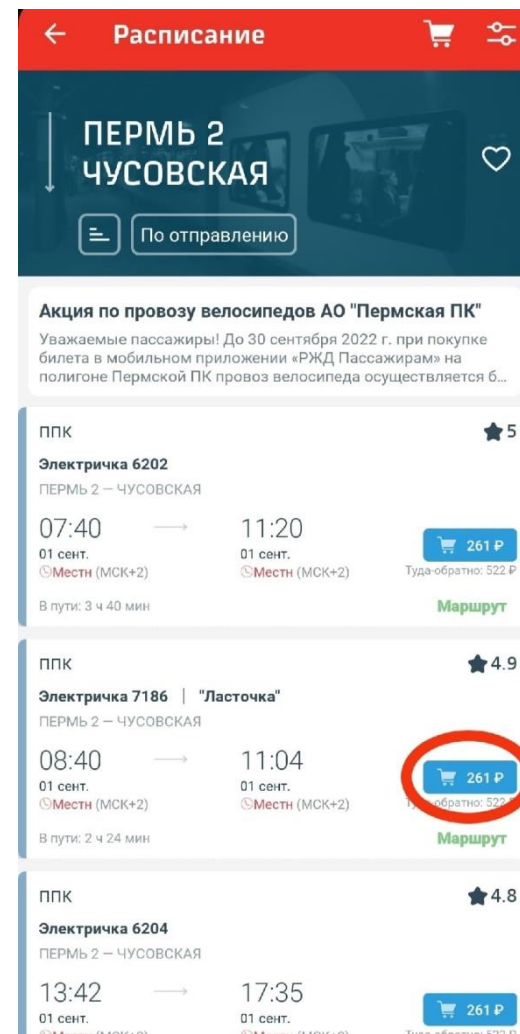 Расписание
ПЕРМЬ 2
ЧУСОВСКАЯ
По отправлению
Акция по провозу велосипедов АО "Пермская ПК"
Уважаемые пассажиры! До 30 сентября 2022 г. при покупке
билета в мобильном приложении «РЖД Пассажирам» на
полигоне Пермской ПК провоз велосипеда осуществляется б...
ППК 5
Электричка 6202
ПЕРМЬ 2 — ЧУСОВСКАЯ
07:40 → 11:20
01 сент. 01 сент. 261 ₽
Местн (МСК+2) Местн (МСК+2) Туда-обратно: 522 ₽
В пути: 3 ч 40 мин Маршрут
ППК 4.9
Электричка 7186 | "Ласточка"
ПЕРМЬ 2 — ЧУСОВСКАЯ
08:40 → 11:04
01 сент. 01 сент. 261 ₽
Местн (МСК+2) Местн (МСК+2) Туда-обратно: 522
В пути: 2 ч 24 мин Маршрут
ППК 4.8
Электричка 6204
ПЕРМЬ 2 — ЧУСОВСКАЯ
13:42 → 17:35
01 сент. 01 сент. 261 ₽